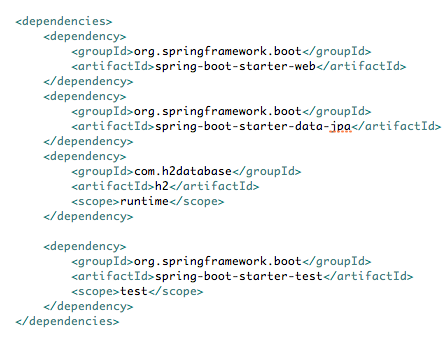 <dependencies>
    <dependency>
        <groupId>org.springframework.boot</groupId>
        <artifactId>spring-boot-starter-web</artifactId>
    </dependency>
    <dependency>
        <groupId>org.springframework.boot</groupId>
        <artifactId>spring-boot-starter-data-jpa</artifactId>
    </dependency>
    <dependency>
        <groupId>com.h2database</groupId>
        <artifactId>h2</artifactId>
        <scope>runtime</scope>
    </dependency>

    <dependency>
        <groupId>org.springframework.boot</groupId>
        <artifactId>spring-boot-starter-test</artifactId>
        <scope>test</scope>
    </dependency>
</dependencies>